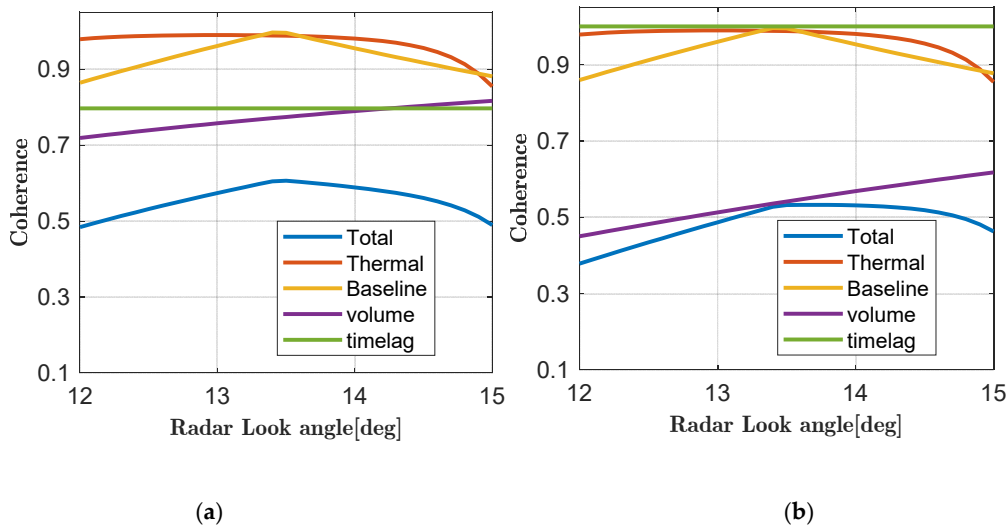 0.9
0.7
0.5
0.3
0.1
Coherence
Total
Thermal
Baseline
volume
timelag
12
13
14
15
Radar Look angle[deg]
(a)
0.9
0.7
0.5
0.3
0.1
Coherence
Total
Thermal
Baseline
volume
timelag
12
13
14
15
Radar Look angle[deg]
(b)